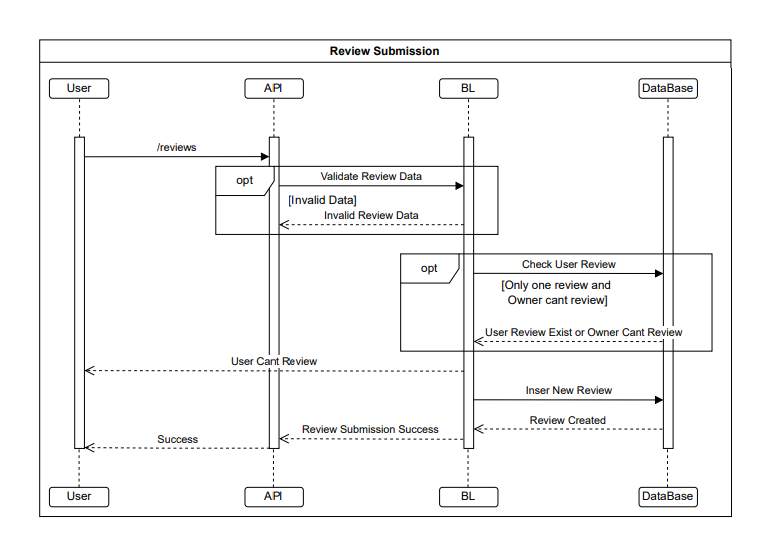 Review Submission
User
API
BL
DataBase
/reviews
opt
Validate Review Data
[Invalid Data]
Invalid Review Data
opt
Check User Review
[Only one review and
Owner cant review]
User Review Exist or Owner Cant Review
User Cant Review
Inser New Review
Review Created
Review Submission Success
Success
User
API
BL
DataBase